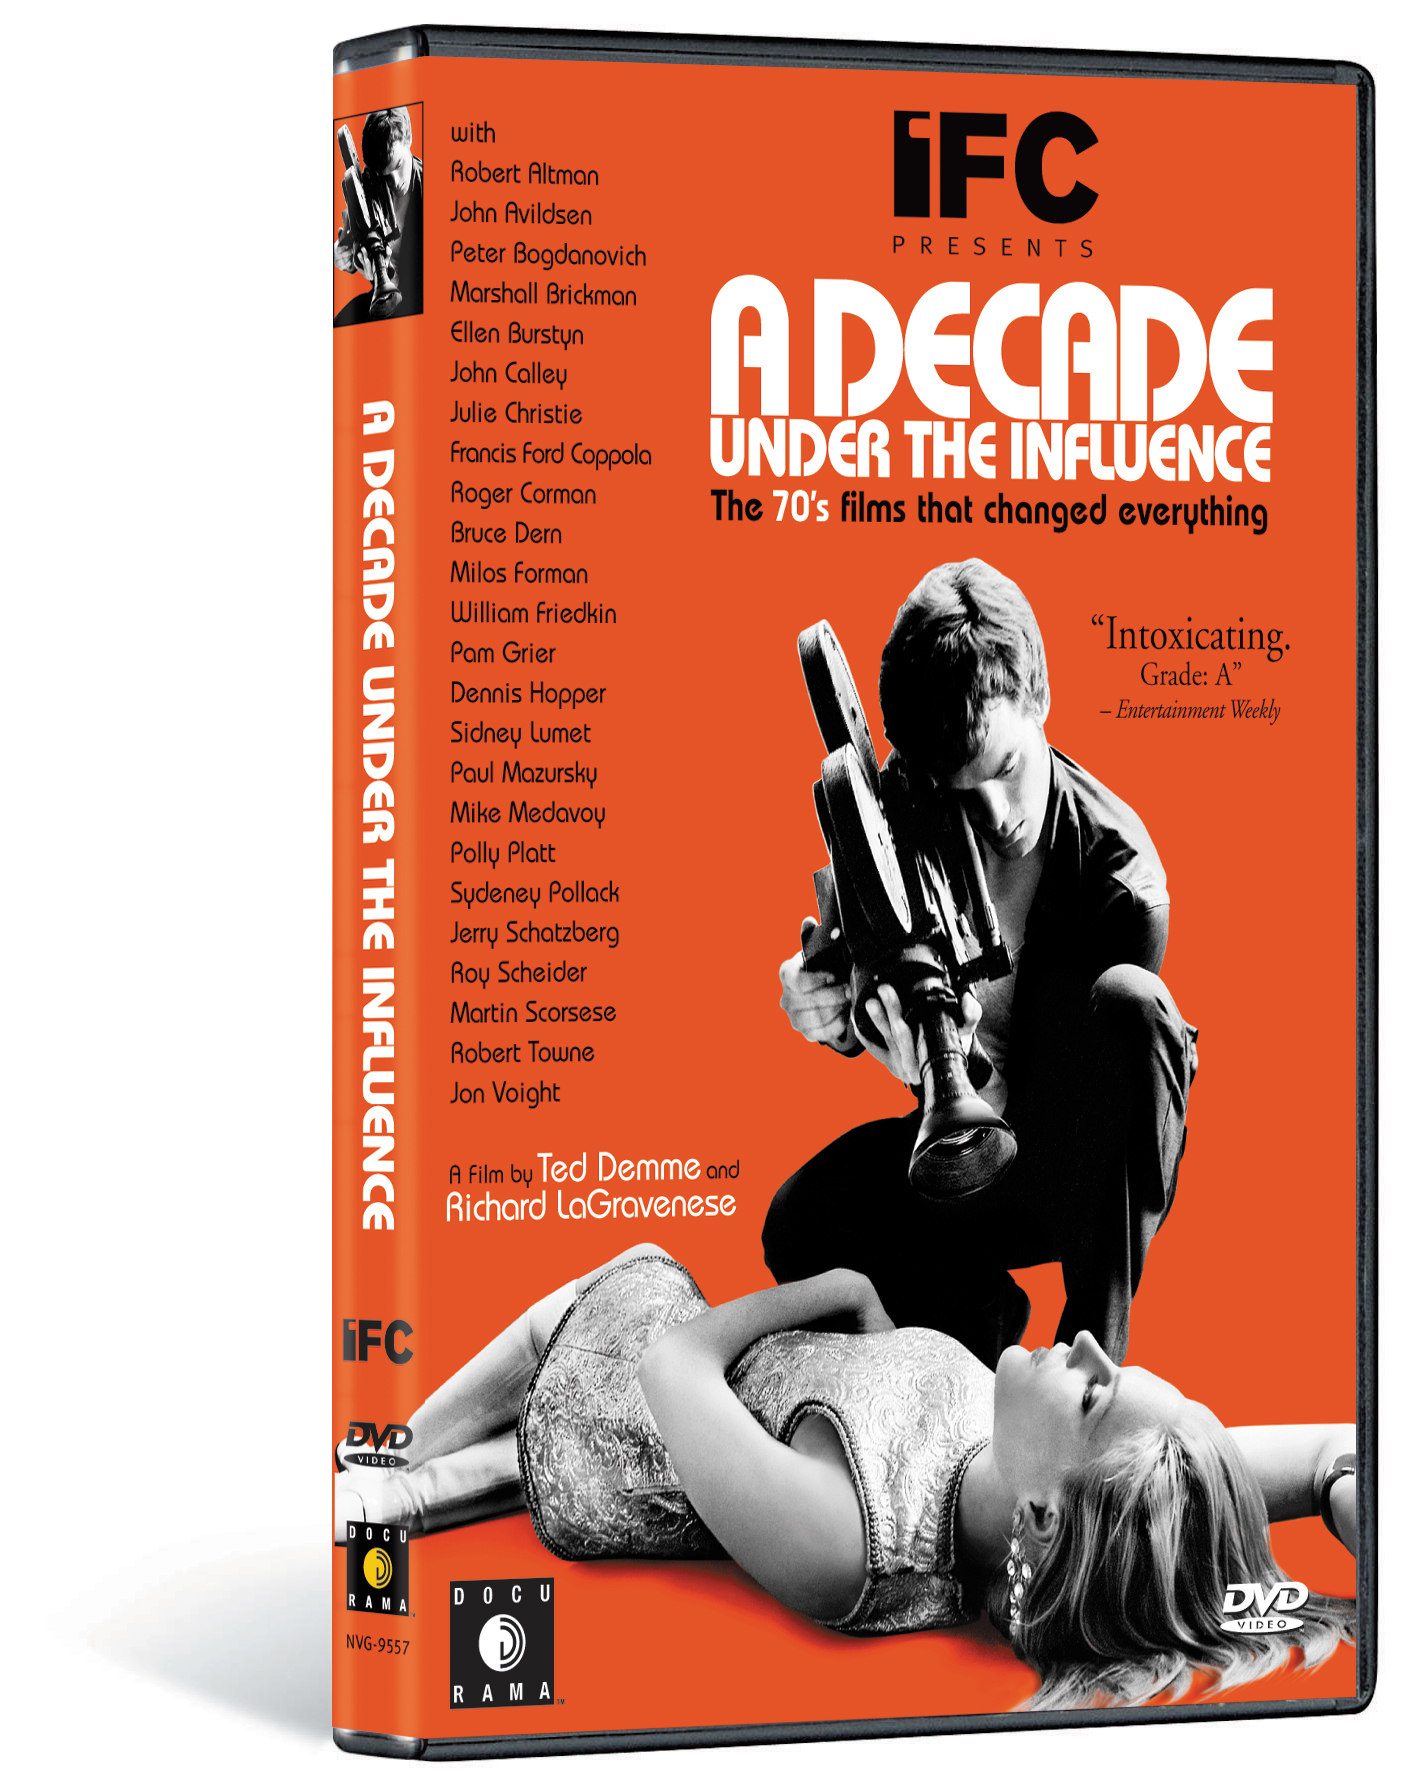 A DECADE UNDER THE INFLUENCE
iFC
DVD
VIDEO
DOCU
RAMA
NVG-9557
with
Robert Altman
John Avildsen
Peter Bogdanovich
Marshall Brickman
Ellen Burstyn
John Calley
Julie Christie
Francis Ford Coppola
Roger Corman
Bruce Dern
Milos Forman
William Friedkin
Pam Grier
Dennis Hopper
Sidney Lumet
Paul Mazursky
Mike Medavoy
Polly Platt
Sydeney Pollack
Jerry Schatzberg
Roy Scheider
Martin Scorsese
Robert Towne
Jon Voight
A Film by Ted Demme and
Richard LaGravenese
DOCU
RAMA™
iFC
PRESENTS
A DECADE
UNDER THE INFLUENCE
The 70's films that changed everything
“Intoxicating.
Grade: A”
– Entertainment Weekly
DVD
VIDEO